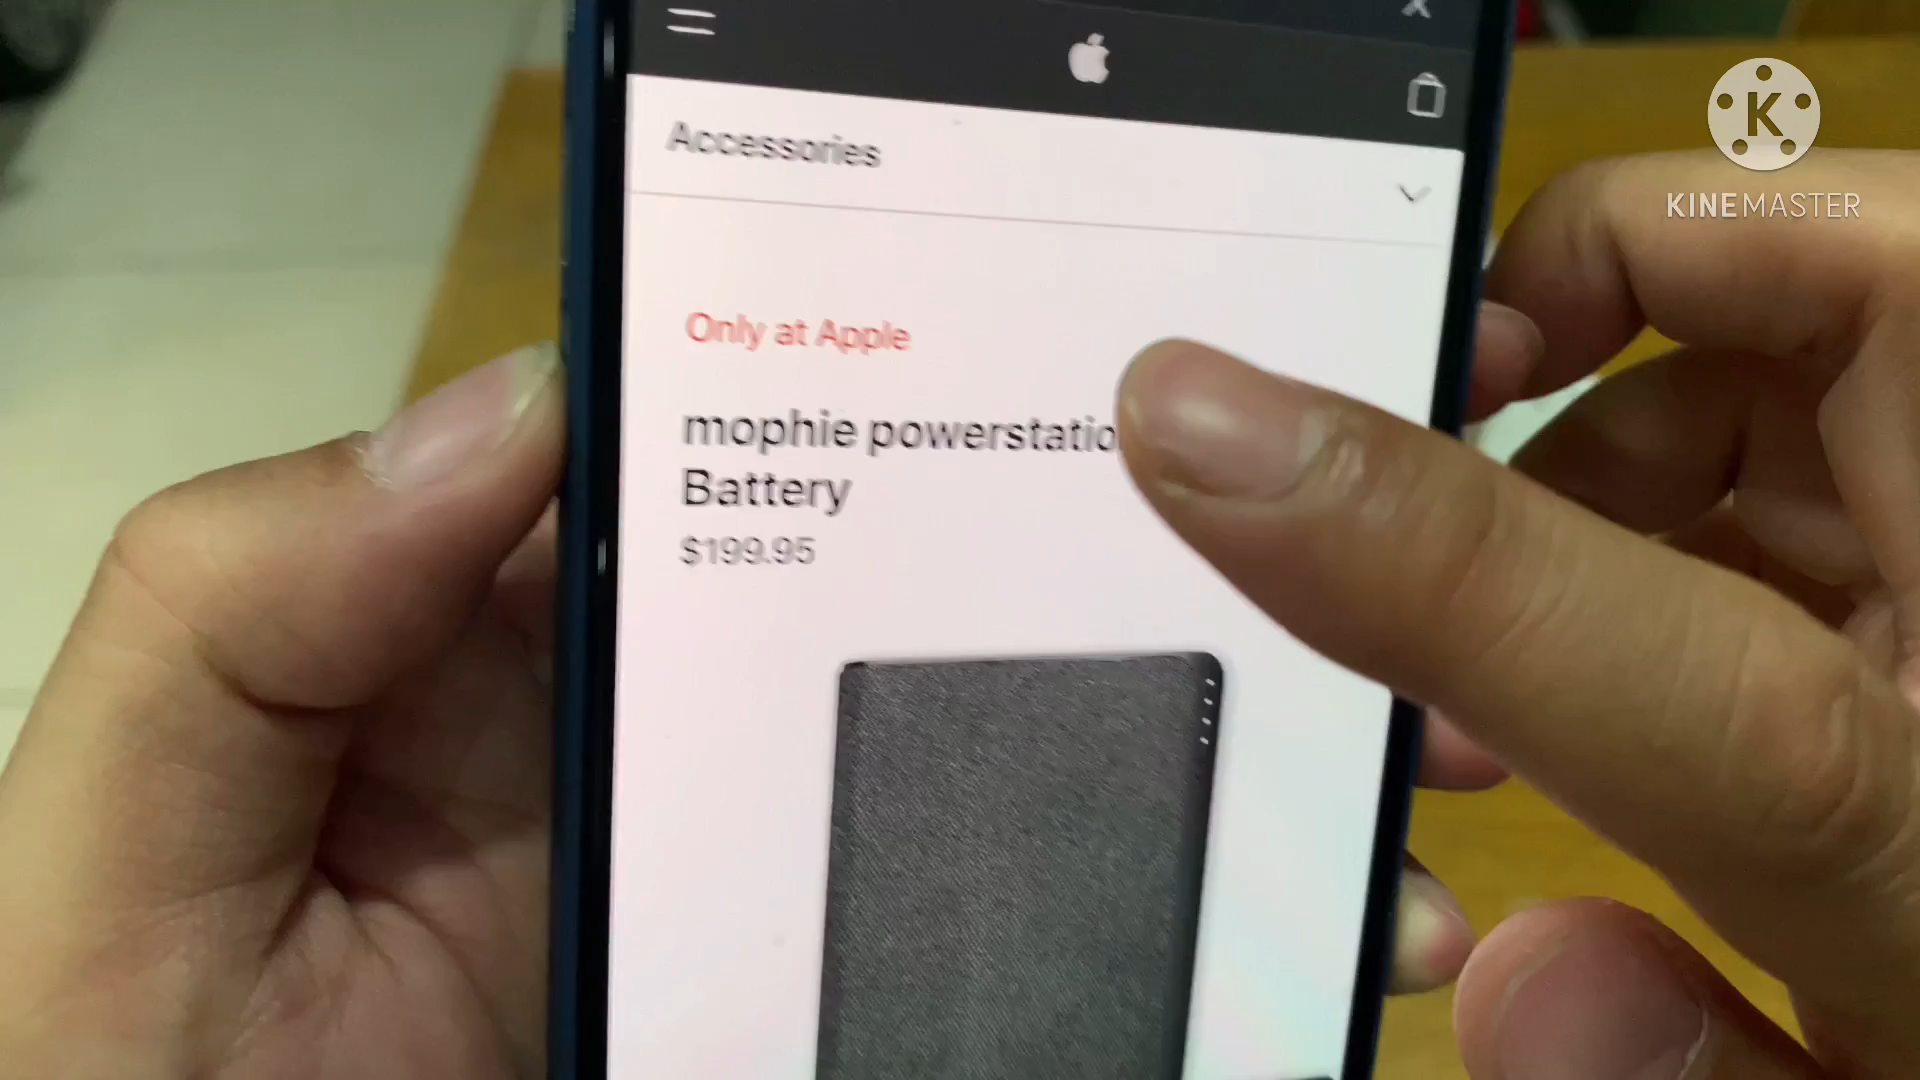 Accessories
Only at Apple
mophie powerstatio
Battery
$199.95
K
KINEMASTER